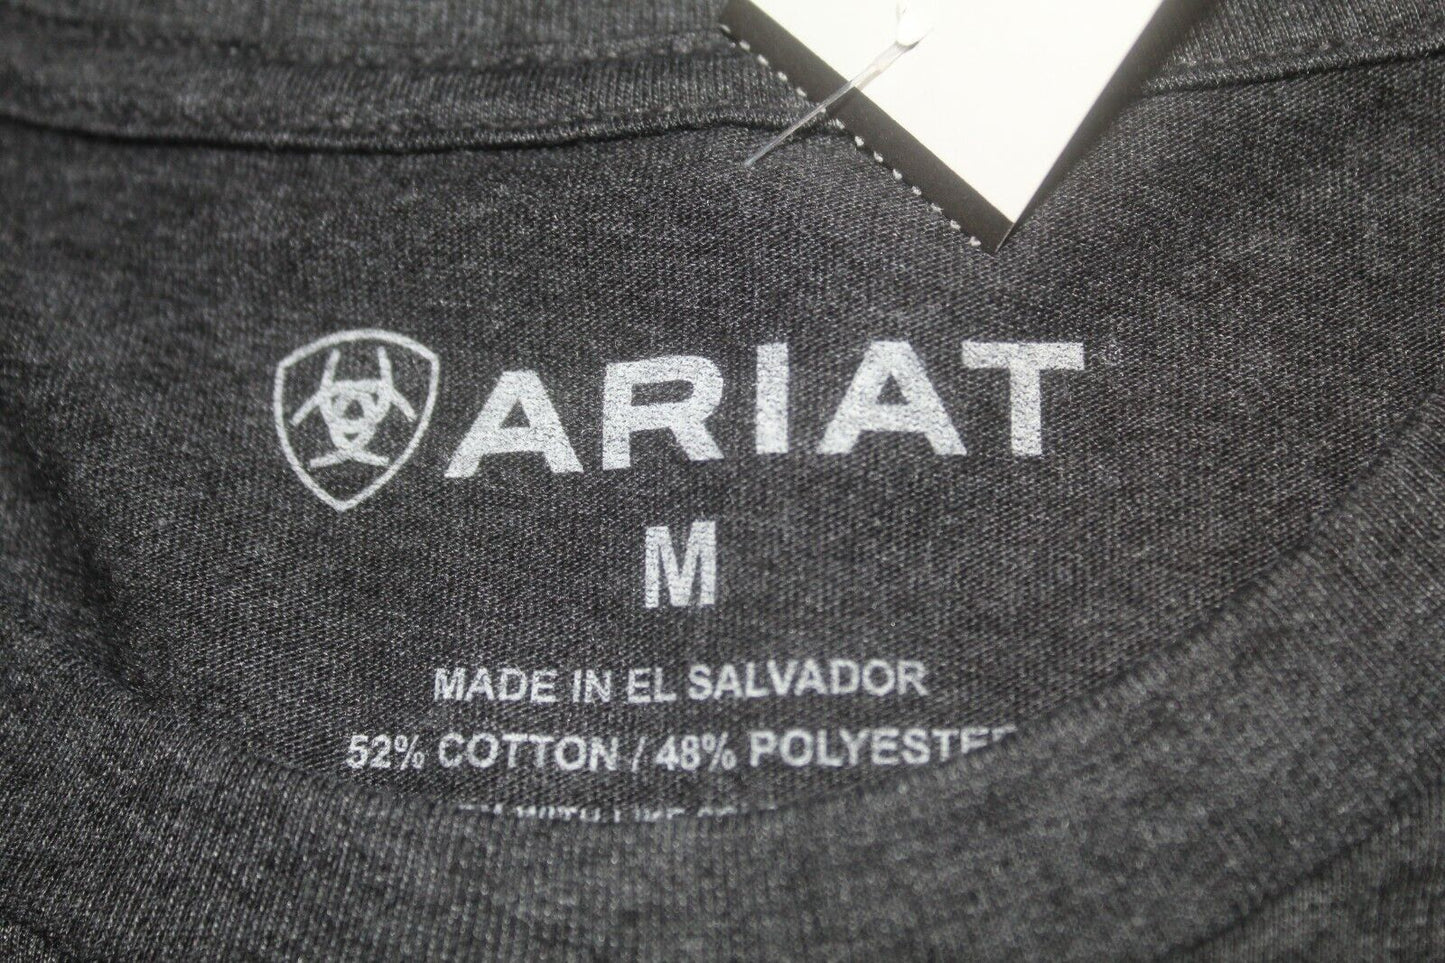 ARIAT®
M
MADE IN EL SALVADOR
52% COTTON / 48% POLYESTER